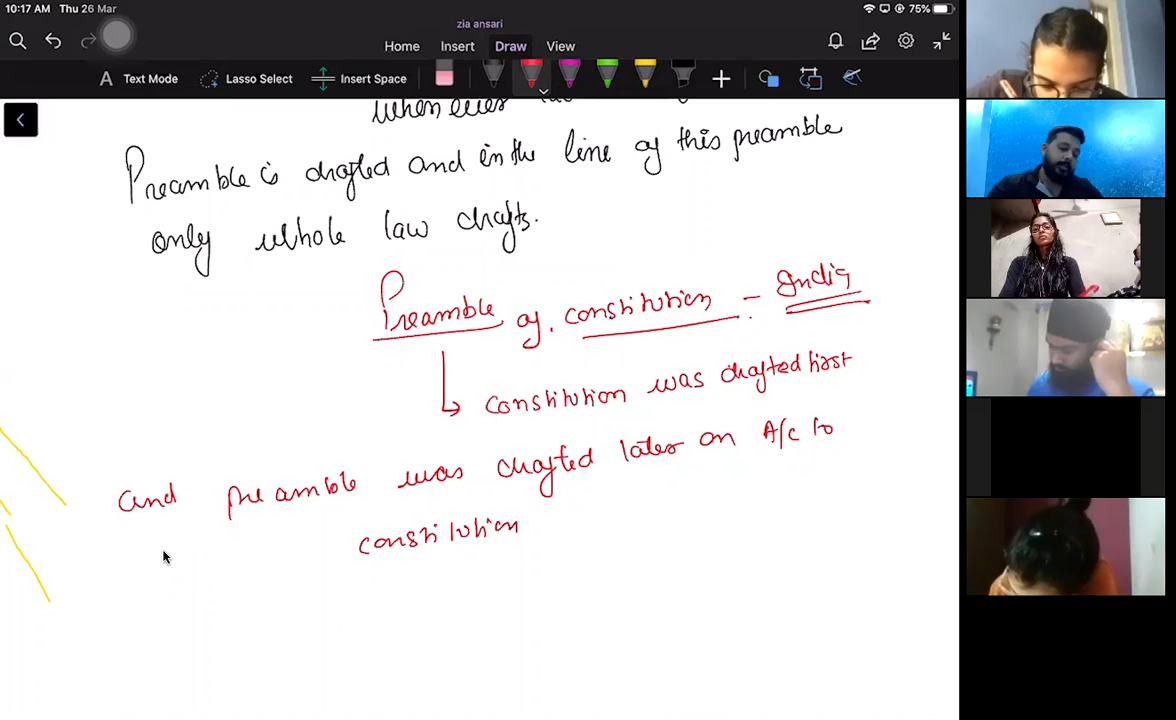 10:17 AM Thu 26 Mar
75%
zia ansari
Home Insert Draw View
Text Mode Lasso Select Insert Space
when ever
Preamble is drafted and in the line of this preamble
only whole law drafts.
Preamble of constitution - India
constitution was drafted first
and preamble was drafted later on A/c to
constitution